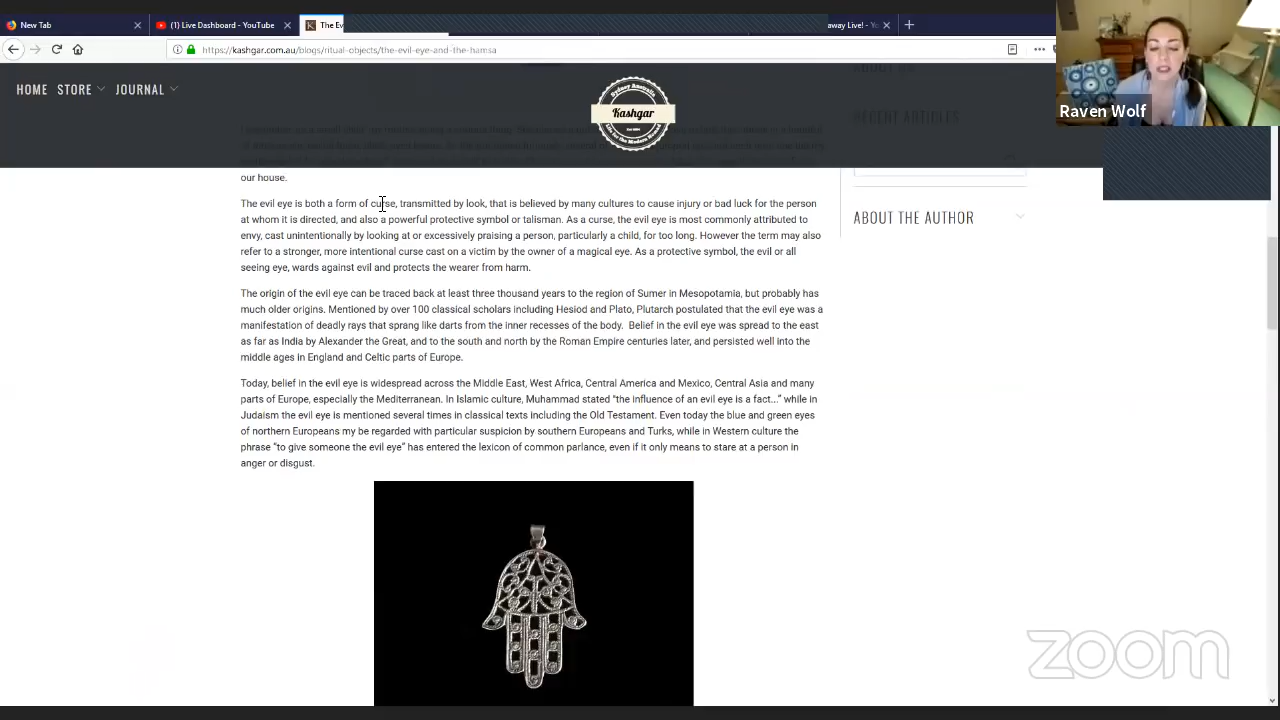 New Tab
(1) Live Dashboard - YouTube
The Ev
away Live! - Yo
https://kashgar.com.au/blogs/ritual-objects/the-evil-eye-and-the-hamsa
HOME STORE JOURNAL
Sydney Australia
Kashgar
RECENT ARTICLES
Raven Wolf
our house.
The evil eye is both a form of curse, transmitted by look, that is believed by many cultures to cause injury or bad luck for the person
at whom it is directed, and also a powerful protective symbol or talisman. As a curse, the evil eye is most commonly attributed to
envy, cast unintentionally by looking at or excessively praising a person, particularly a child, for too long. However the term may also
refer to a stronger, more intentional curse cast on a victim by the owner of a magical eye. As a protective symbol, the evil or all
seeing eye, wards against evil and protects the wearer from harm.
ABOUT THE AUTHOR
The origin of the evil eye can be traced back at least three thousand years to the region of Sumer in Mesopotamia, but probably has
much older origins. Mentioned by over 100 classical scholars including Hesiod and Plato, Plutarch postulated that the evil eye was a
manifestation of deadly rays that sprang like darts from the inner recesses of the body. Belief in the evil eye was spread to the east
as far as India by Alexander the Great, and to the south and north by the Roman Empire centuries later, and persisted well into the
middle ages in England and Celtic parts of Europe.
Today, belief in the evil eye is widespread across the Middle East, West Africa, Central America and Mexico, Central Asia and many
parts of Europe, especially the Mediterranean. In Islamic culture, Muhammad stated “the influence of an evil eye is a fact...” while in
Judaism the evil eye is mentioned several times in classical texts including the Old Testament. Even today the blue and green eyes
of northern Europeans my be regarded with particular suspicion by southern Europeans and Turks, while in Western culture the
phrase “to give someone the evil eye” has entered the lexicon of common parlance, even if it only means to stare at a person in
anger or disgust.
zoom